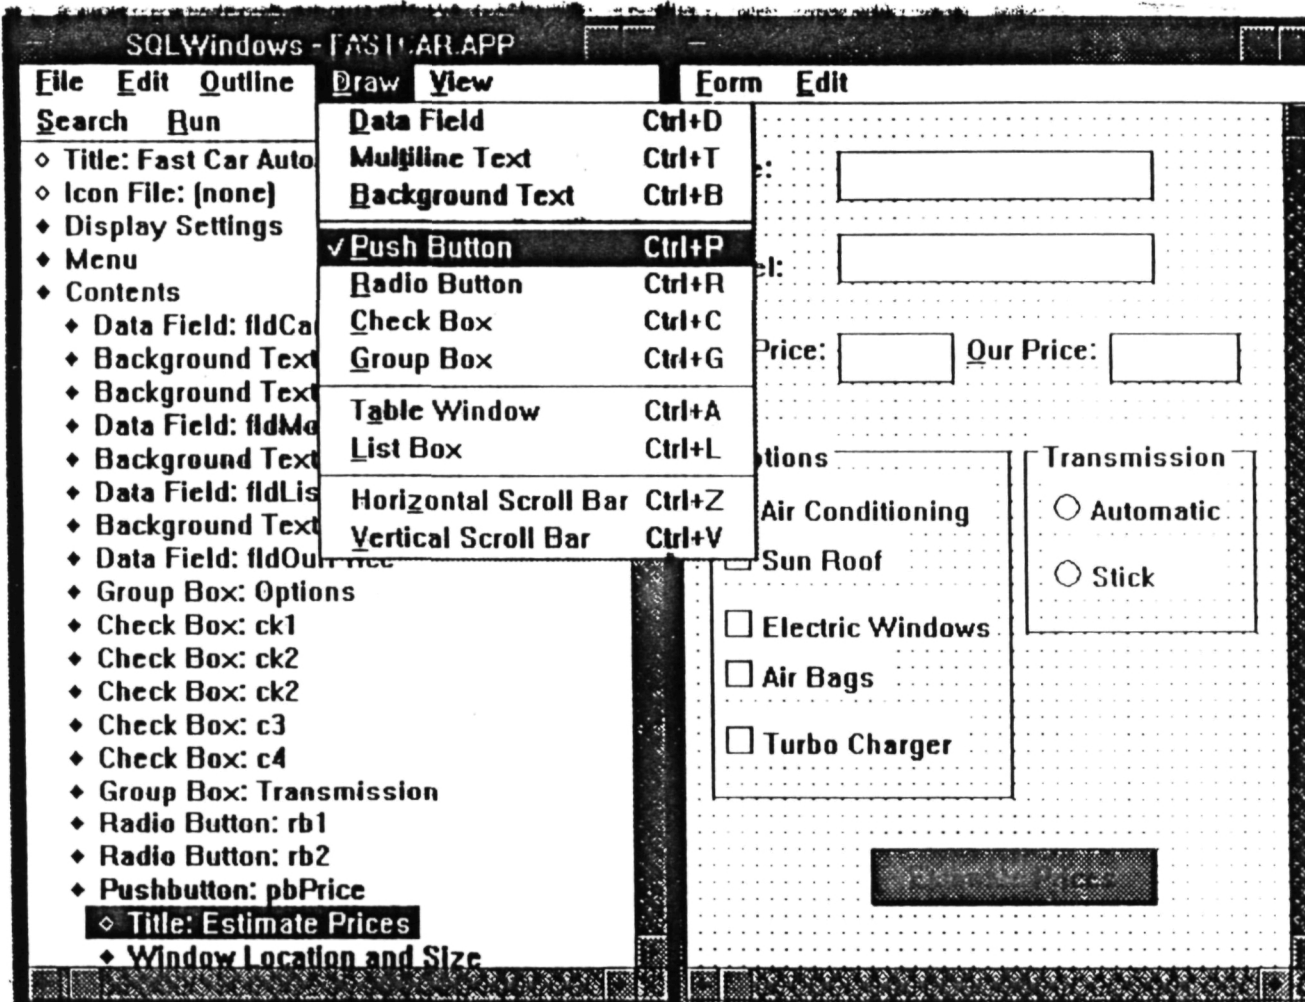 SQLWindows - FASTCAR.APP
File Edit Outline Draw View
Search Run
Data Field Ctrl+D
Multiline Text Ctrl+T
Background Text Ctrl+B
✓ Push Button Ctrl+P
Radio Button Ctrl+R
Check Box Ctrl+C
Group Box Ctrl+G
Table Window Ctrl+A
List Box Ctrl+L
Horizontal Scroll Bar Ctrl+Z
Vertical Scroll Bar Ctrl+V
Title: Fast Car Auto
Icon File: (none)
Display Settings
Menu
Contents
Data Field: fldCa
Background Text
Background Text
Data Field: fldMo
Background Text
Data Field: fldLis
Background Text
Data Field: fldOurPrice
Group Box: Options
Check Box: ck1
Check Box: ck2
Check Box: ck2
Check Box: c3
Check Box: c4
Group Box: Transmission
Radio Button: rb1
Radio Button: rb2
Pushbutton: pbPrice
Title: Estimate Prices
Window Location and Size
Form Edit
e:
el:
Price: Our Price:
tions
Air Conditioning
Sun Roof
Electric Windows
Air Bags
Turbo Charger
Transmission
Automatic
Stick
Estimate Prices